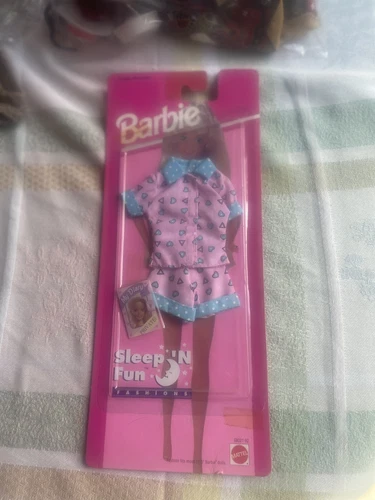 Barbie
Sleep 'N
Fun
FASHIONS
MATTEL